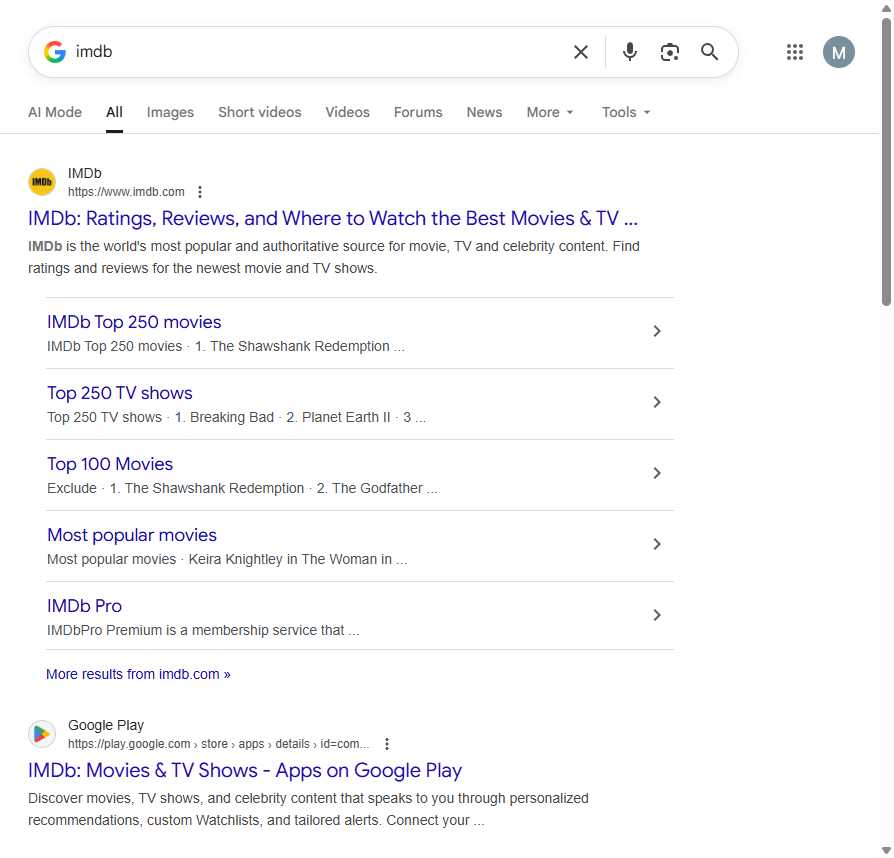 imdb
M
AI Mode All Images Short videos Videos Forums News More Tools
IMDb
IMDb
https://www.imdb.com
IMDb: Ratings, Reviews, and Where to Watch the Best Movies & TV ...
IMDb is the world's most popular and authoritative source for movie, TV and celebrity content. Find
ratings and reviews for the newest movie and TV shows.
IMDb Top 250 movies
IMDb Top 250 movies · 1. The Shawshank Redemption ...
Top 250 TV shows
Top 250 TV shows · 1. Breaking Bad · 2. Planet Earth II · 3 ...
Top 100 Movies
Exclude · 1. The Shawshank Redemption · 2. The Godfather ...
Most popular movies
Most popular movies · Keira Knightley in The Woman in ...
IMDb Pro
IMDbPro Premium is a membership service that ...
More results from imdb.com »
Google Play
https://play.google.com › store › apps › details › id=com...
IMDb: Movies & TV Shows - Apps on Google Play
Discover movies, TV shows, and celebrity content that speaks to you through personalized
recommendations, custom Watchlists, and tailored alerts. Connect your ...